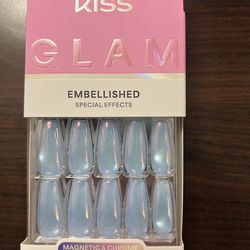 KISS
GLAM
EMBELLISHED
SPECIAL EFFECTS
MAGNETIC & CHROME